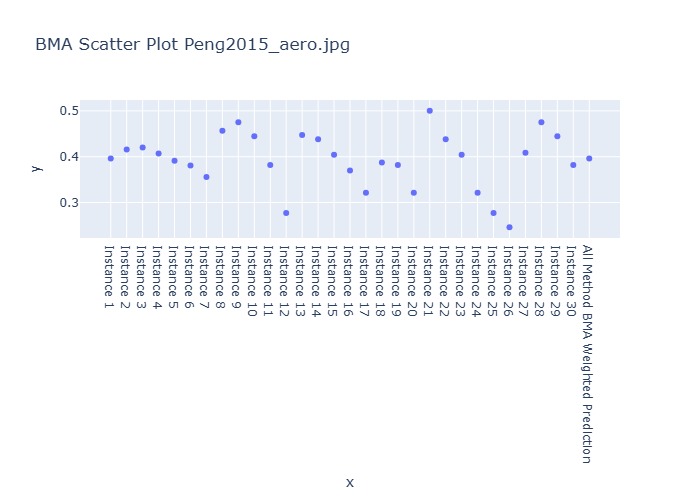 BMA Scatter Plot Peng2015_aero.jpg
0.5
0.4
0.3
y
Instance 1
Instance 2
Instance 3
Instance 4
Instance 5
Instance 6
Instance 7
Instance 8
Instance 9
Instance 10
Instance 11
Instance 12
Instance 13
Instance 14
Instance 15
Instance 16
Instance 17
Instance 18
Instance 19
Instance 20
Instance 21
Instance 22
Instance 23
Instance 24
Instance 25
Instance 26
Instance 27
Instance 28
Instance 29
Instance 30
All Method BMA Weighted Prediction
x